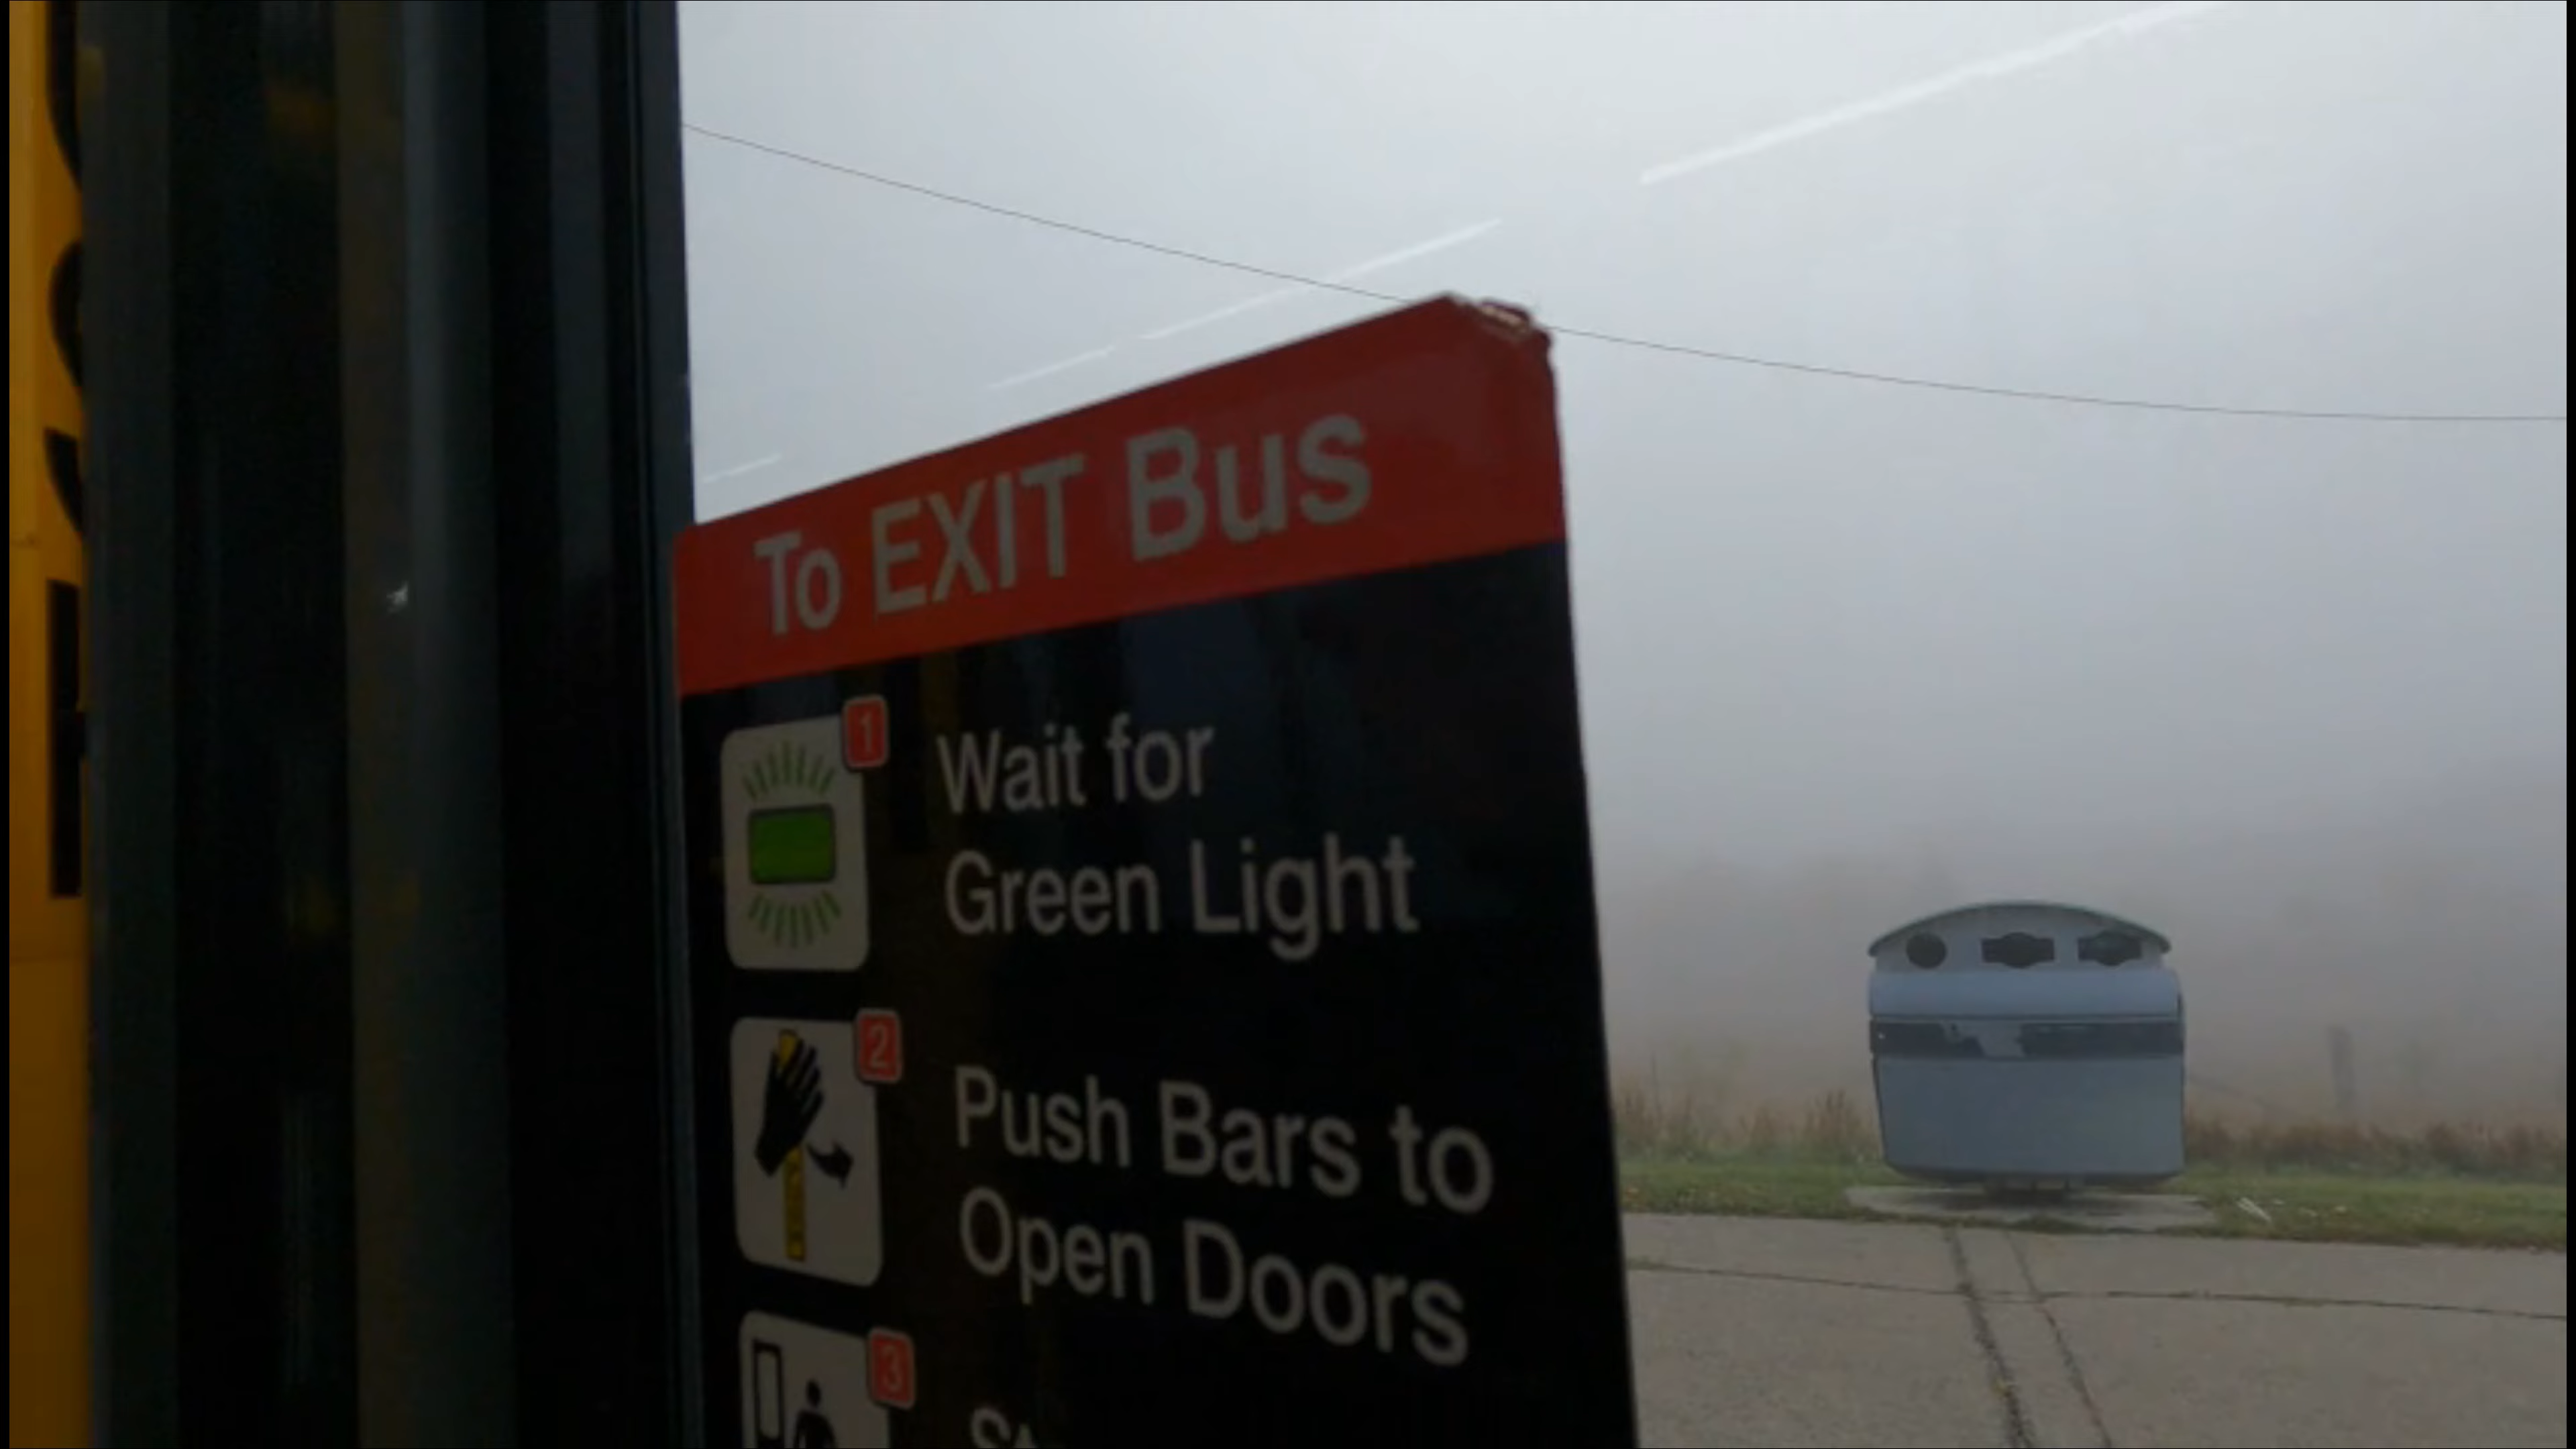 To EXIT Bus
1
Wait for
Green Light
2
Push Bars to
Open Doors
3